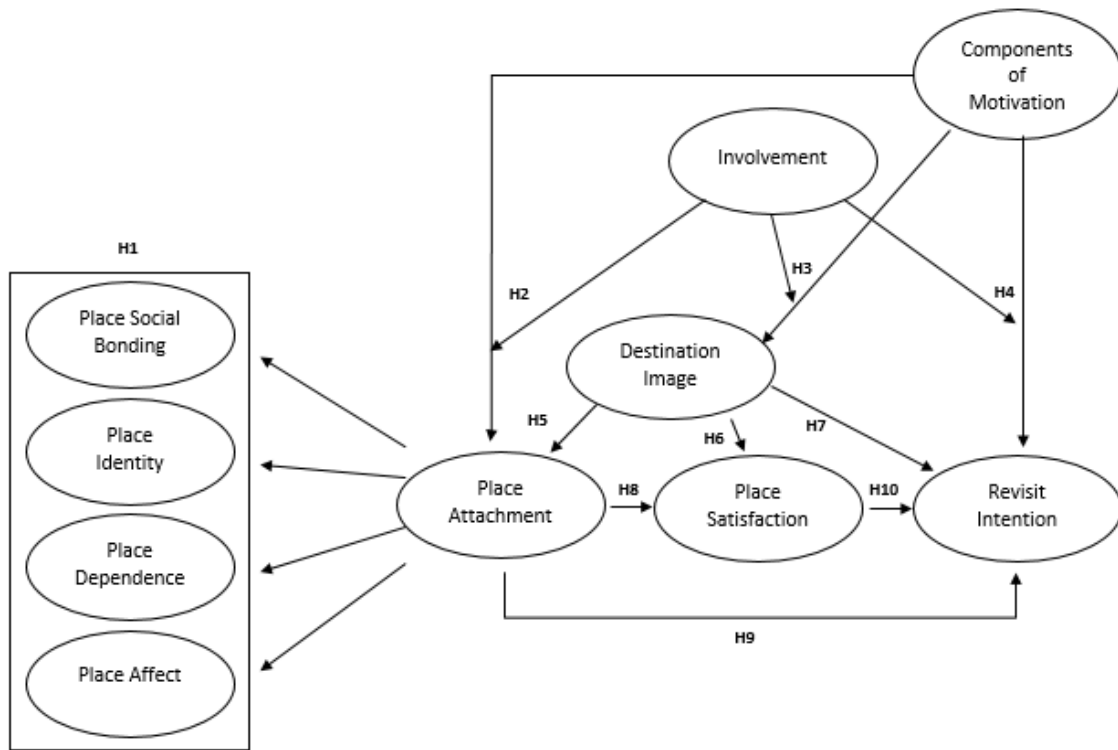 Components
of
Motivation
Involvement
H1
H2
H3
H4
Place Social
Bonding
Destination
Image
Place
Identity
H5
H6
H7
Place
Attachment
H8
Place
Satisfaction
H10
Revisit
Intention
Place
Dependence
H9
Place Affect